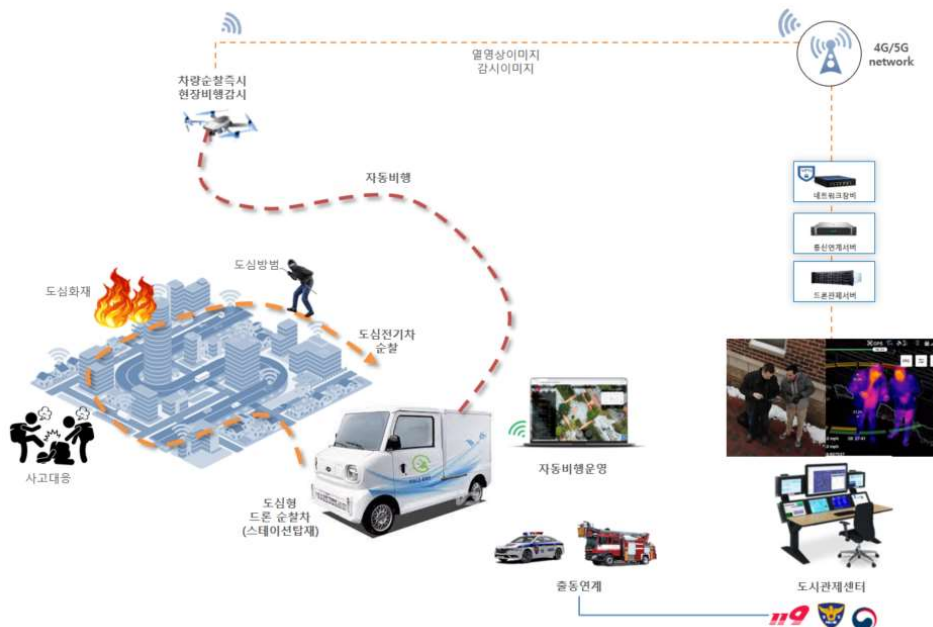 4G/5G
network
열영상이미지
감시이미지
차량순찰즉시
현장비행감시
자동비행
네트워크장비
통신연계서버
드론관제서버
도심방범
도심화재
도심전기차
순찰
사고대응
도심형
드론 순찰차
(스테이션탑재)
자동비행운영
출동연계
도시관제센터
119